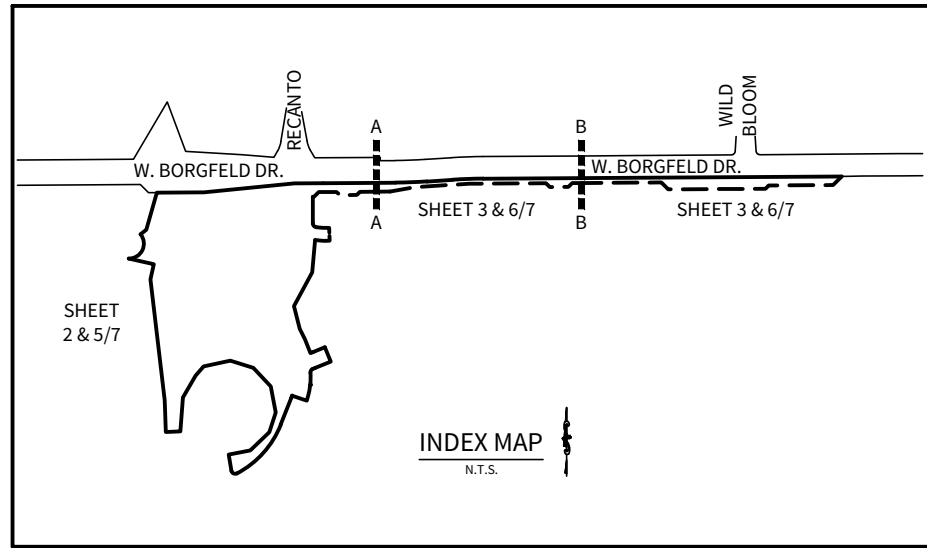 RECANTO
WILD
BLOOM
A
B
W. BORGFELD DR.
W. BORGFELD DR.
A
SHEET 3 & 6/7
B
SHEET 3 & 6/7
SHEET
2 & 5/7
INDEX MAP
N.T.S.